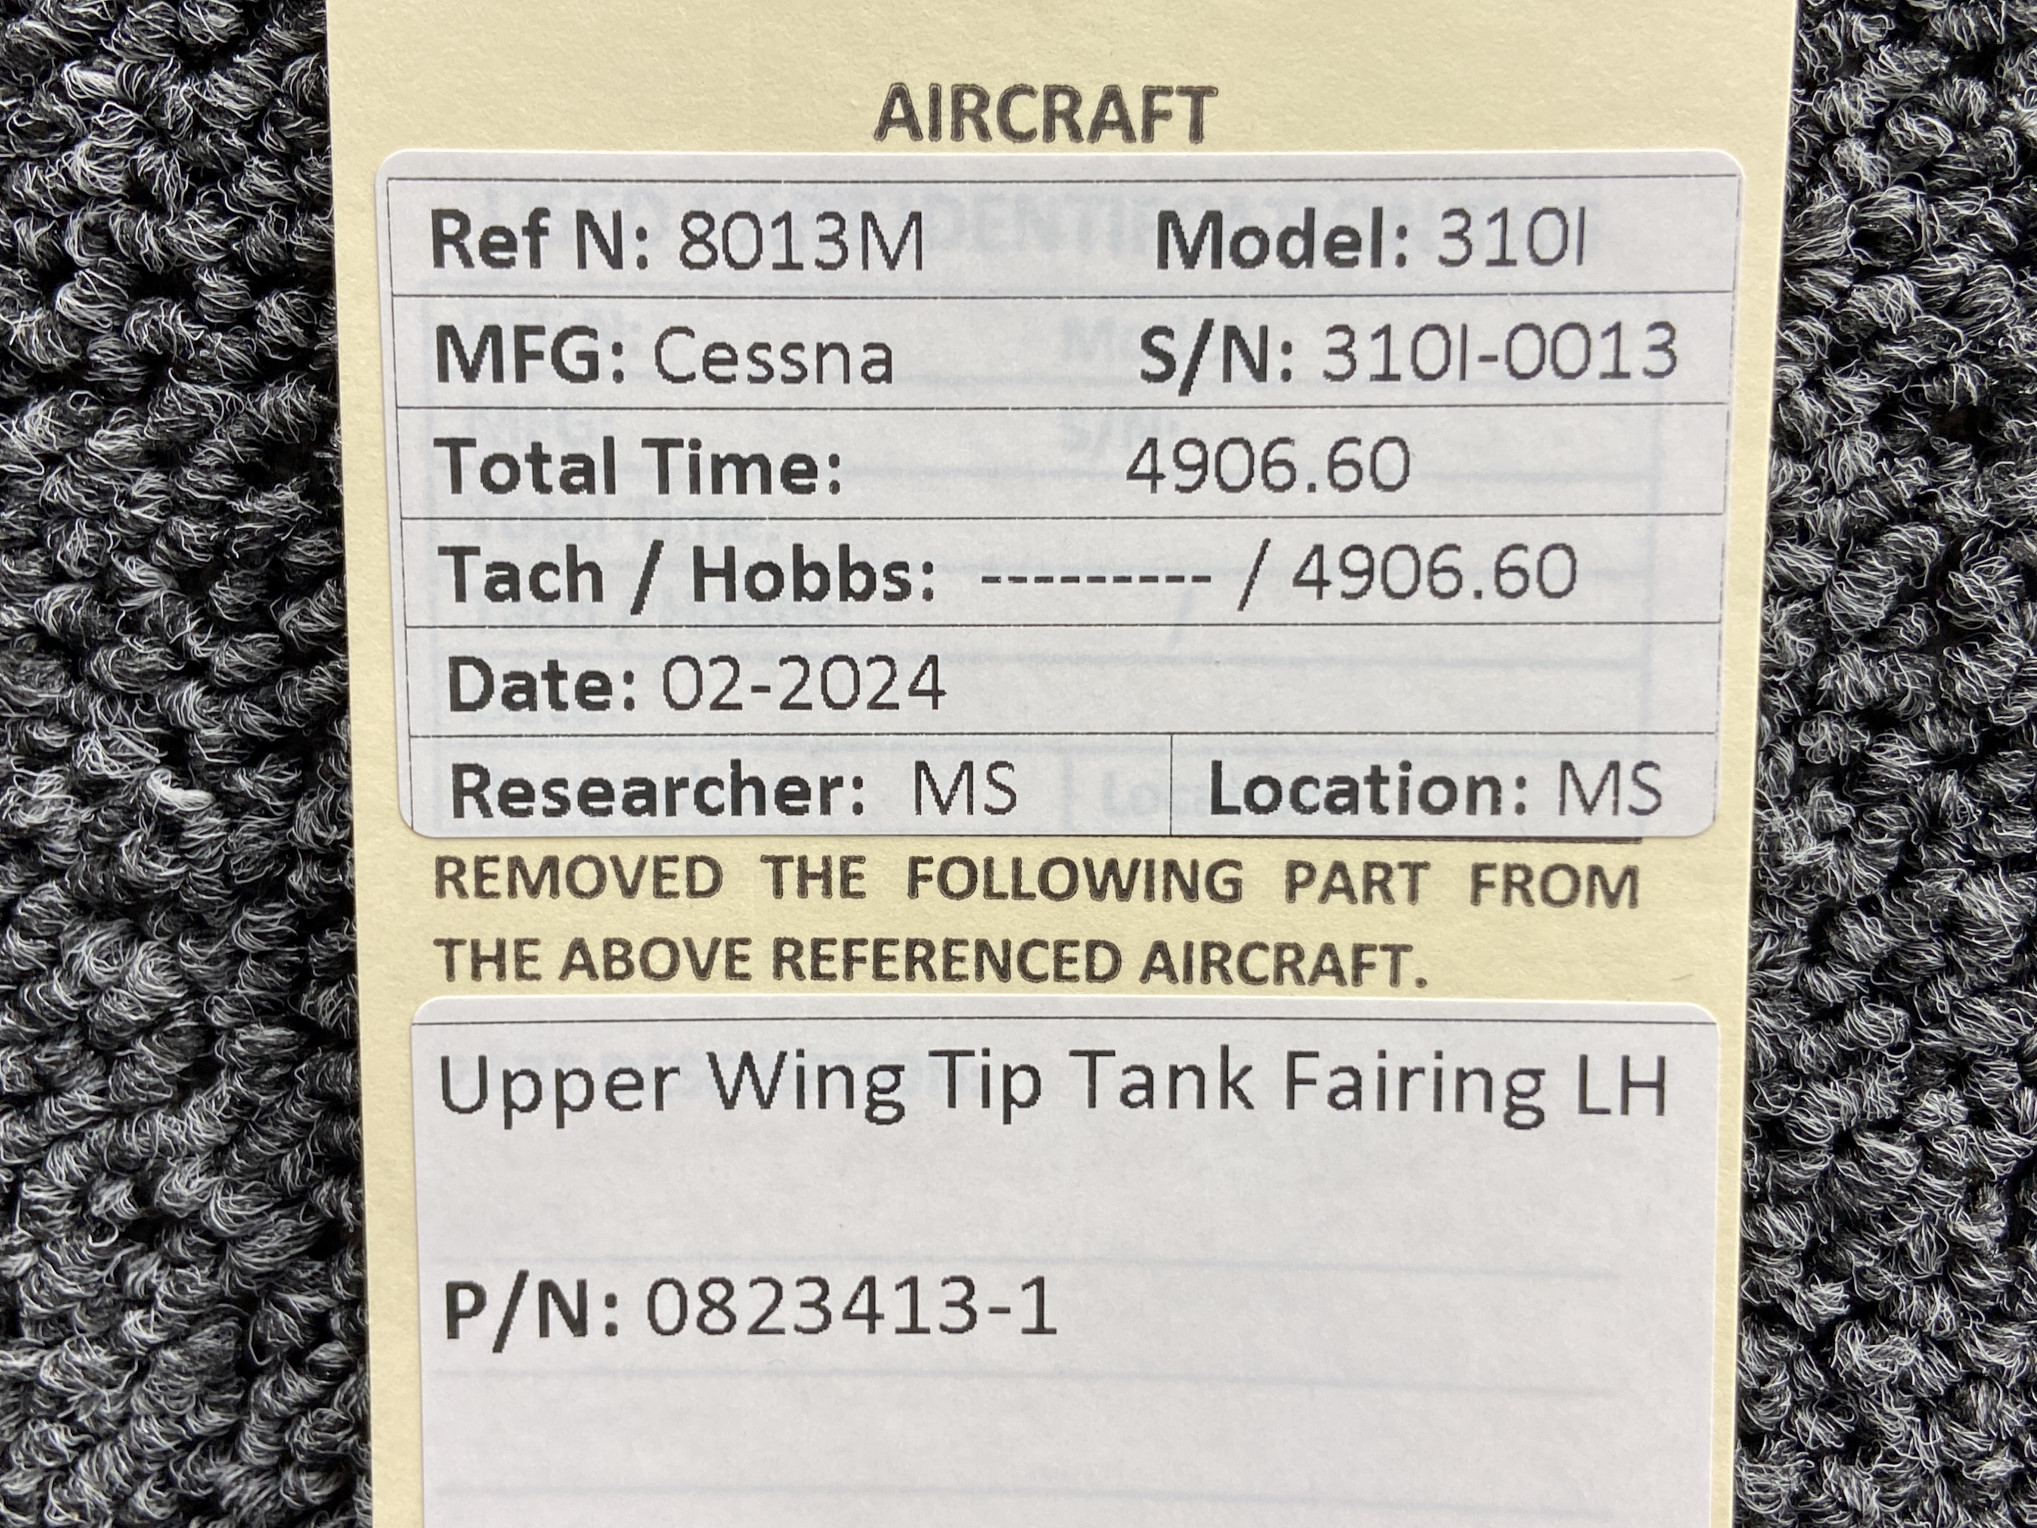 AIRCRAFT
Ref N: 8013M Model: 310I
MFG: Cessna S/N: 310I-0013
Total Time: 4906.60
Tach / Hobbs: --------- / 4906.60
Date: 02-2024
Researcher: MS Location: MS
REMOVED THE FOLLOWING PART FROM
THE ABOVE REFERENCED AIRCRAFT.
Upper Wing Tip Tank Fairing LH
P/N: 0823413-1